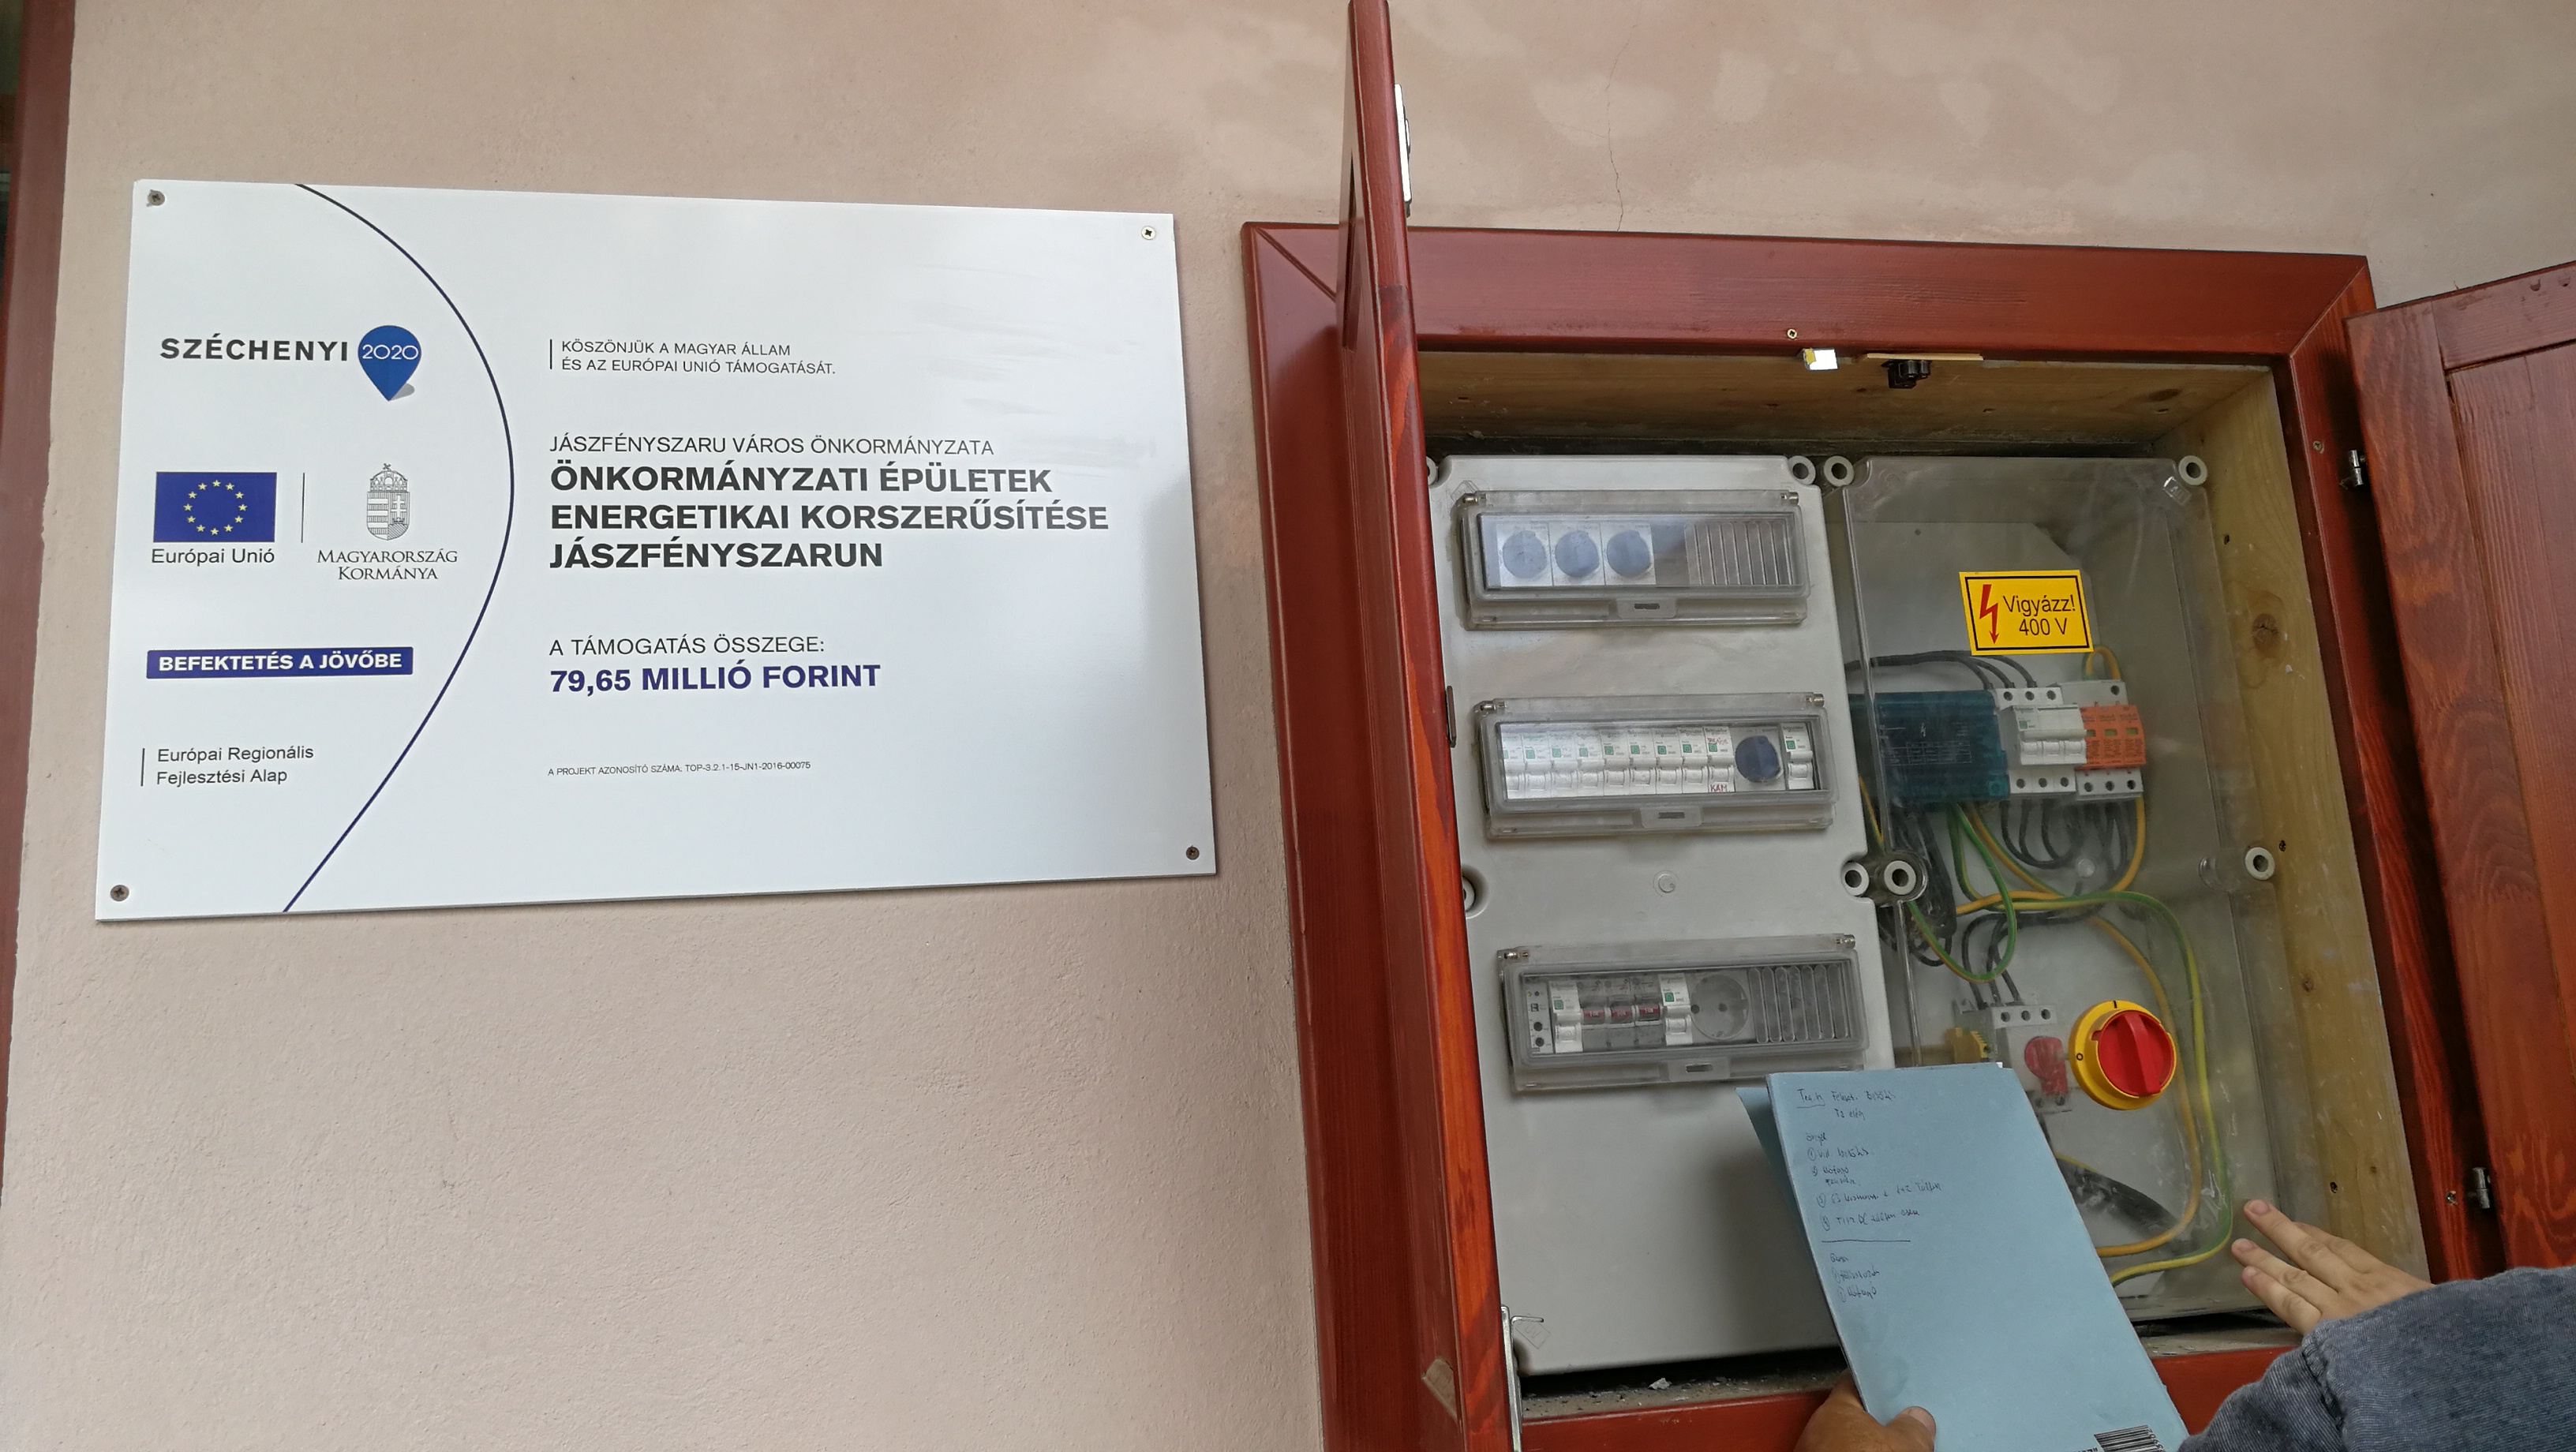 SZÉCHENYI 2020
Európai Unió
MAGYARORSZÁG
KORMÁNYA
BEFEKTETÉS A JÖVŐBE
Európai Regionális
Fejlesztési Alap
KÖSZÖNJÜK A MAGYAR ÁLLAM
ÉS AZ EURÓPAI UNIÓ TÁMOGATÁSÁT.
JÁSZFÉNYSZARU VÁROS ÖNKORMÁNYZATA
ÖNKORMÁNYZATI ÉPÜLETEK
ENERGETIKAI KORSZERŰSÍTÉSE
JÁSZFÉNYSZARUN
A TÁMOGATÁS ÖSSZEGE:
79,65 MILLIÓ FORINT
A PROJEKT AZONOSÍTÓ SZÁMA: TOP-3.2.1-15-JN1-2016-00075
Vigyázz!
400 V
KAM